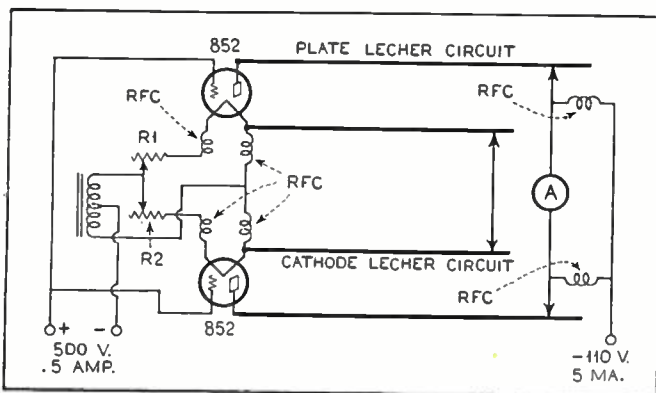 852
PLATE LECHER CIRCUIT
RFC
RFC
R1
A
RFC
R2
CATHODE LECHER CIRCUIT
RFC
852
+ -
500 V.
.5 AMP.
-110 V.
5 MA.